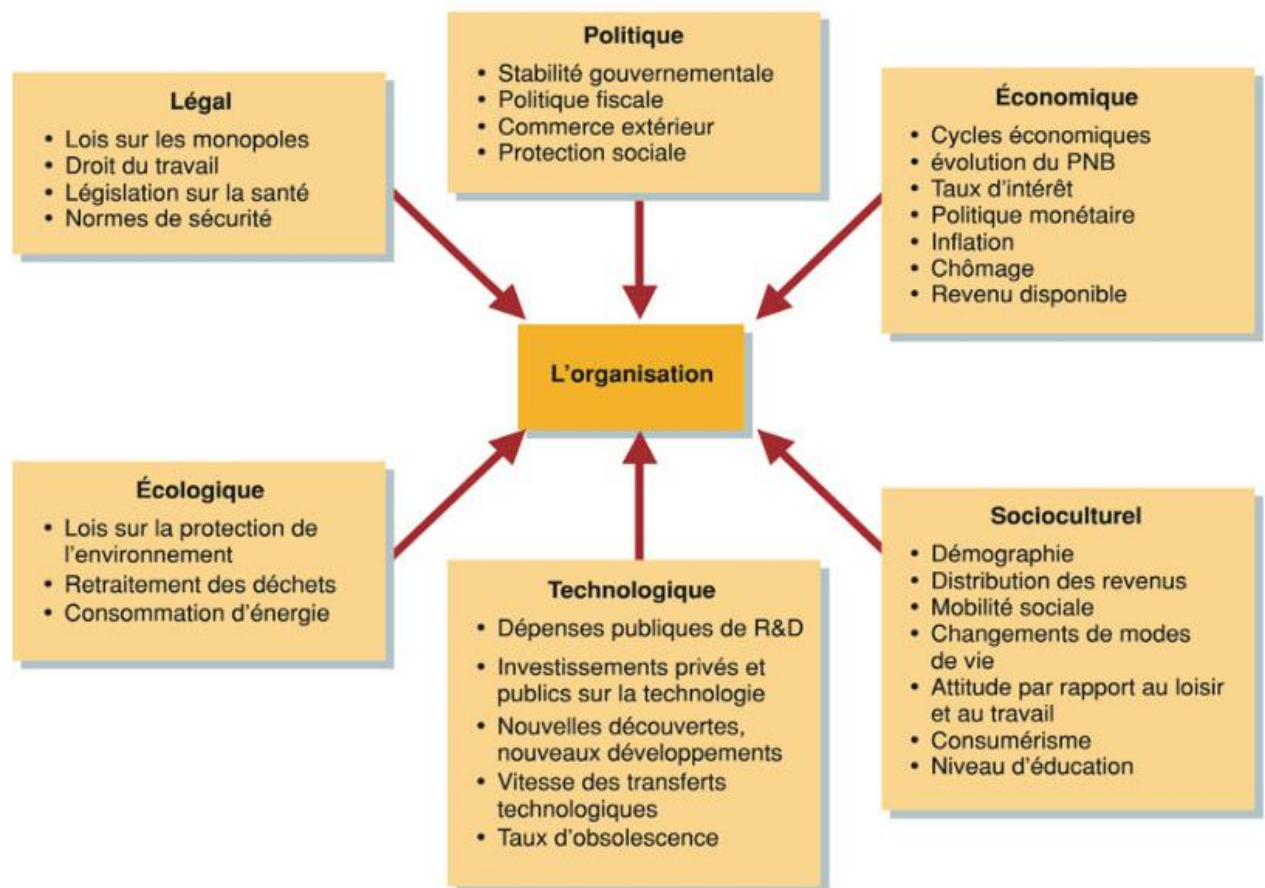 Politique
• Stabilité gouvernementale
• Politique fiscale
• Commerce extérieur
• Protection sociale
Légal
• Lois sur les monopoles
• Droit du travail
• Législation sur la santé
• Normes de sécurité
Économique
• Cycles économiques
• évolution du PNB
• Taux d'intérêt
• Politique monétaire
• Inflation
• Chômage
• Revenu disponible
L'organisation
Écologique
• Lois sur la protection de
l'environnement
• Retraitement des déchets
• Consommation d'énergie
Technologique
• Dépenses publiques de R&D
• Investissements privés et
publics sur la technologie
• Nouvelles découvertes,
nouveaux développements
• Vitesse des transferts
technologiques
• Taux d'obsolescence
Socioculturel
• Démographie
• Distribution des revenus
• Mobilité sociale
• Changements de modes
de vie
• Attitude par rapport au loisir
et au travail
• Consumérisme
• Niveau d'éducation